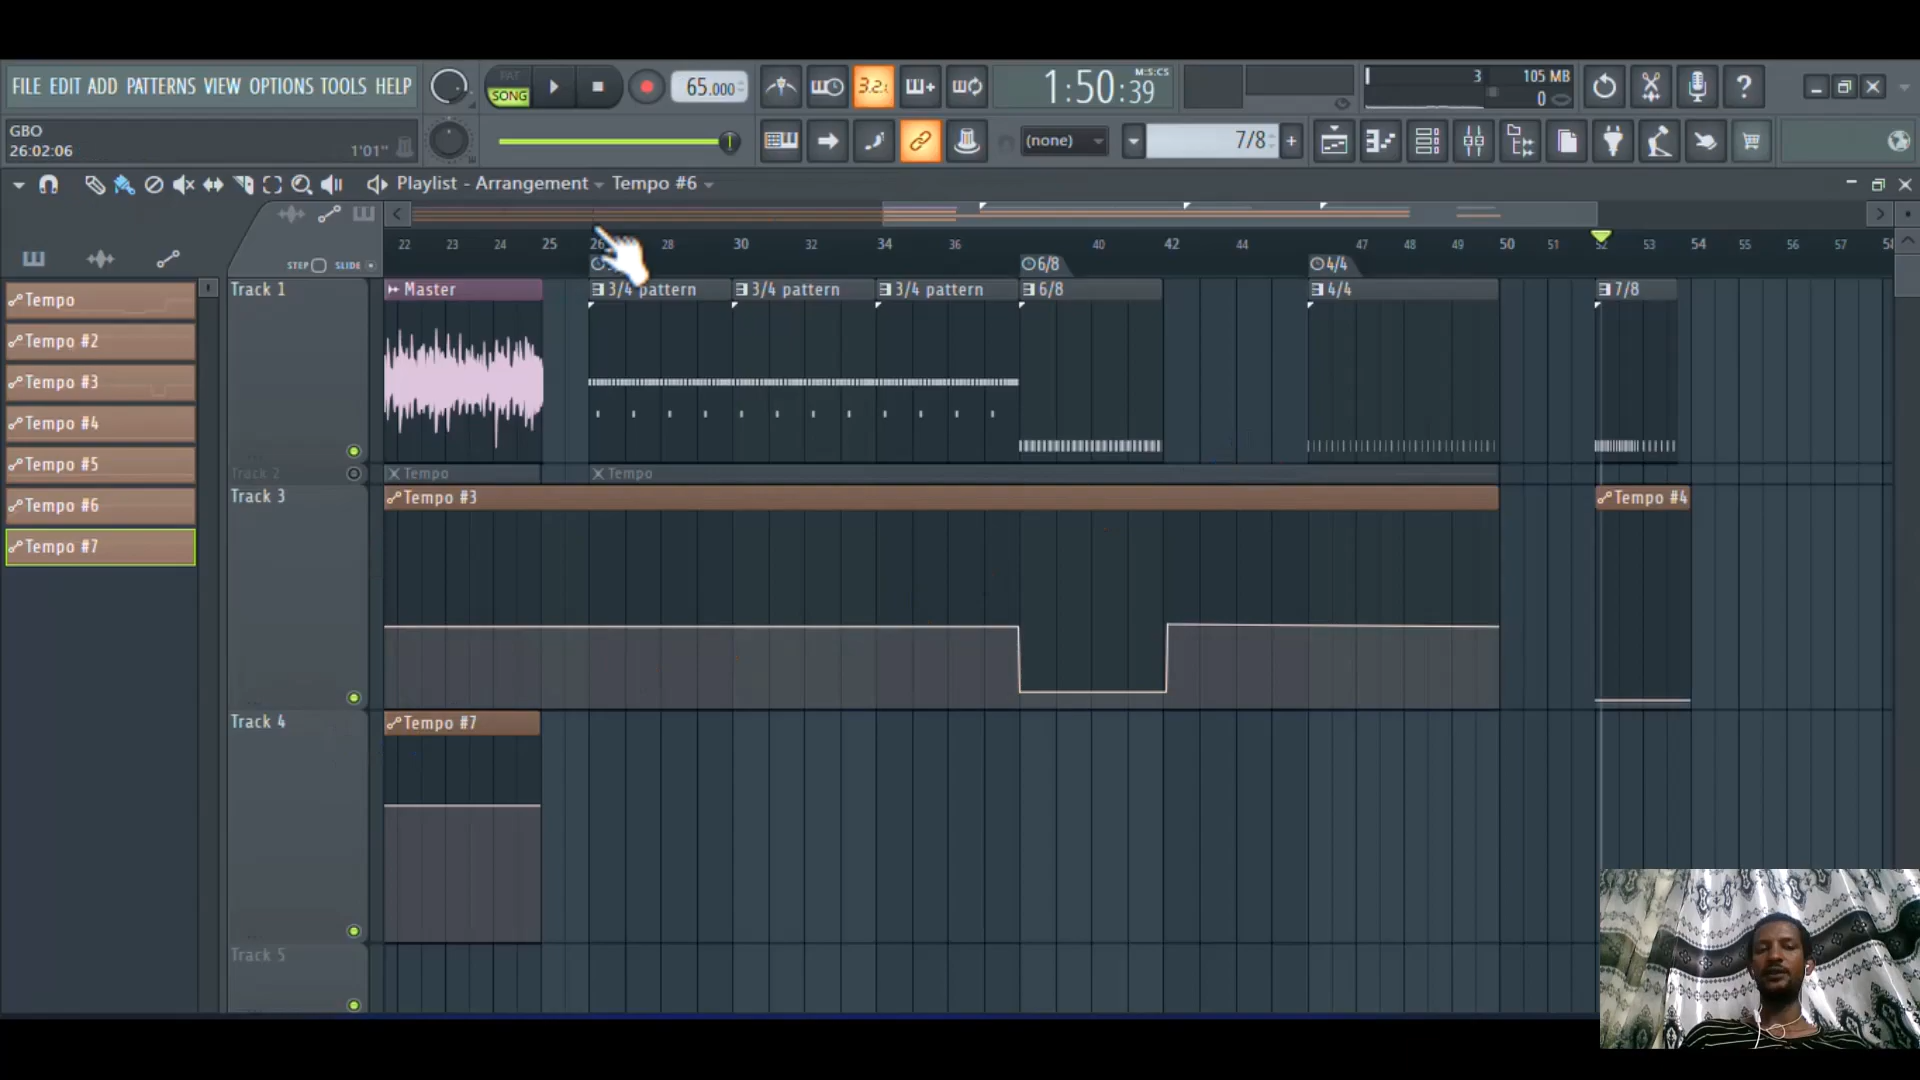 FILE EDIT ADD PATTERNS VIEW OPTIONS TOOLS HELP
PAT
SONG
65.000
3.2.
1:50:39
M:S:CS
3
105 MB
0
GBO
26:02:06
1'01"
(none)
7/8
Playlist - Arrangement
Tempo #6
22 23 24 25 26 28 30 32 34 36 40 42 44 47 48 49 50 51 52 53 54 55 56 57
STEP
SLIDE
6/8
4/4
Tempo
Tempo #2
Tempo #3
Tempo #4
Tempo #5
Tempo #6
Tempo #7
Track 1
Master
3/4 pattern
3/4 pattern
3/4 pattern
6/8
4/4
7/8
Track 2
Tempo
Tempo
Track 3
Tempo #3
Tempo #4
Track 4
Tempo #7
Track 5